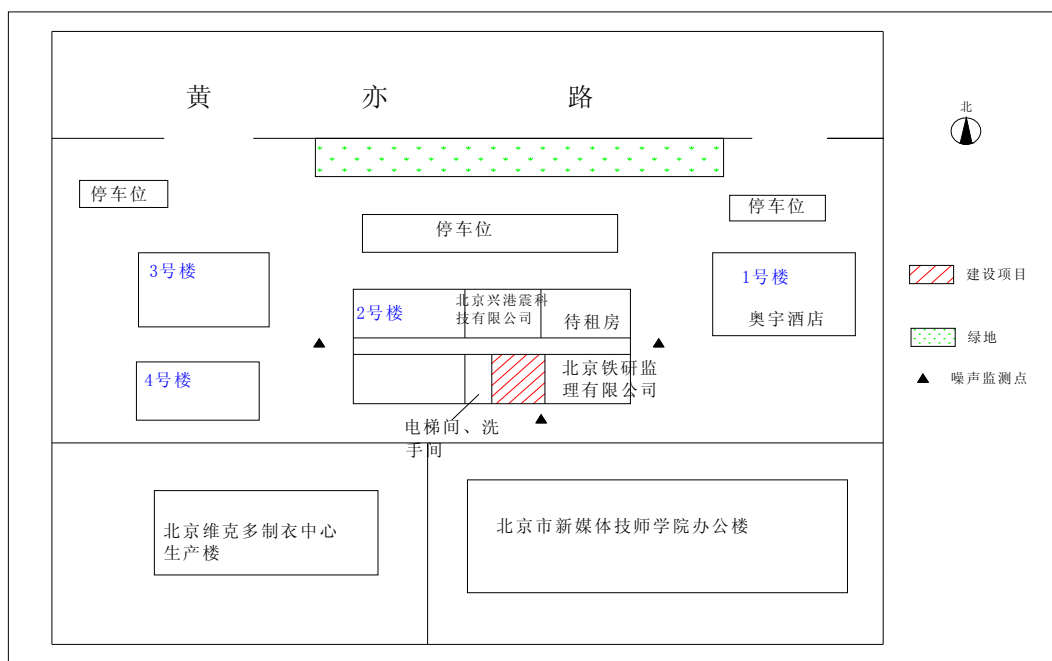 黄亦路
北
停车位
停车位
停车位
3号楼
1号楼
奥宇酒店
建设项目
2号楼
北京兴港震科
技有限公司
待租房
绿地
4号楼
北京铁研监
理有限公司
噪声监测点
电梯间、洗
手间
北京维克多制衣中心
生产楼
北京市新媒体技师学院办公楼